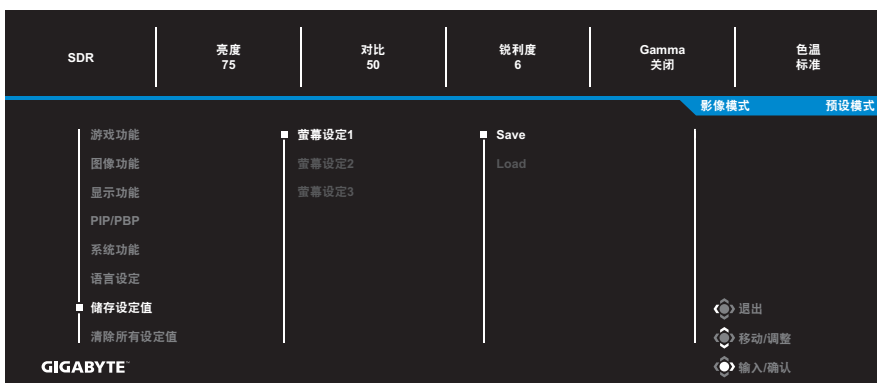 SDR
亮度
75
对比
50
锐利度
6
Gamma
关闭
色温
标准
影像模式 预设模式
游戏功能
图像功能
显示功能
PIP/PBP
系统功能
语言设定
储存设定值
清除所有设定值
萤幕设定1
萤幕设定2
萤幕设定3
Save
Load
退出
移动/调整
输入/确认
GIGABYTE™